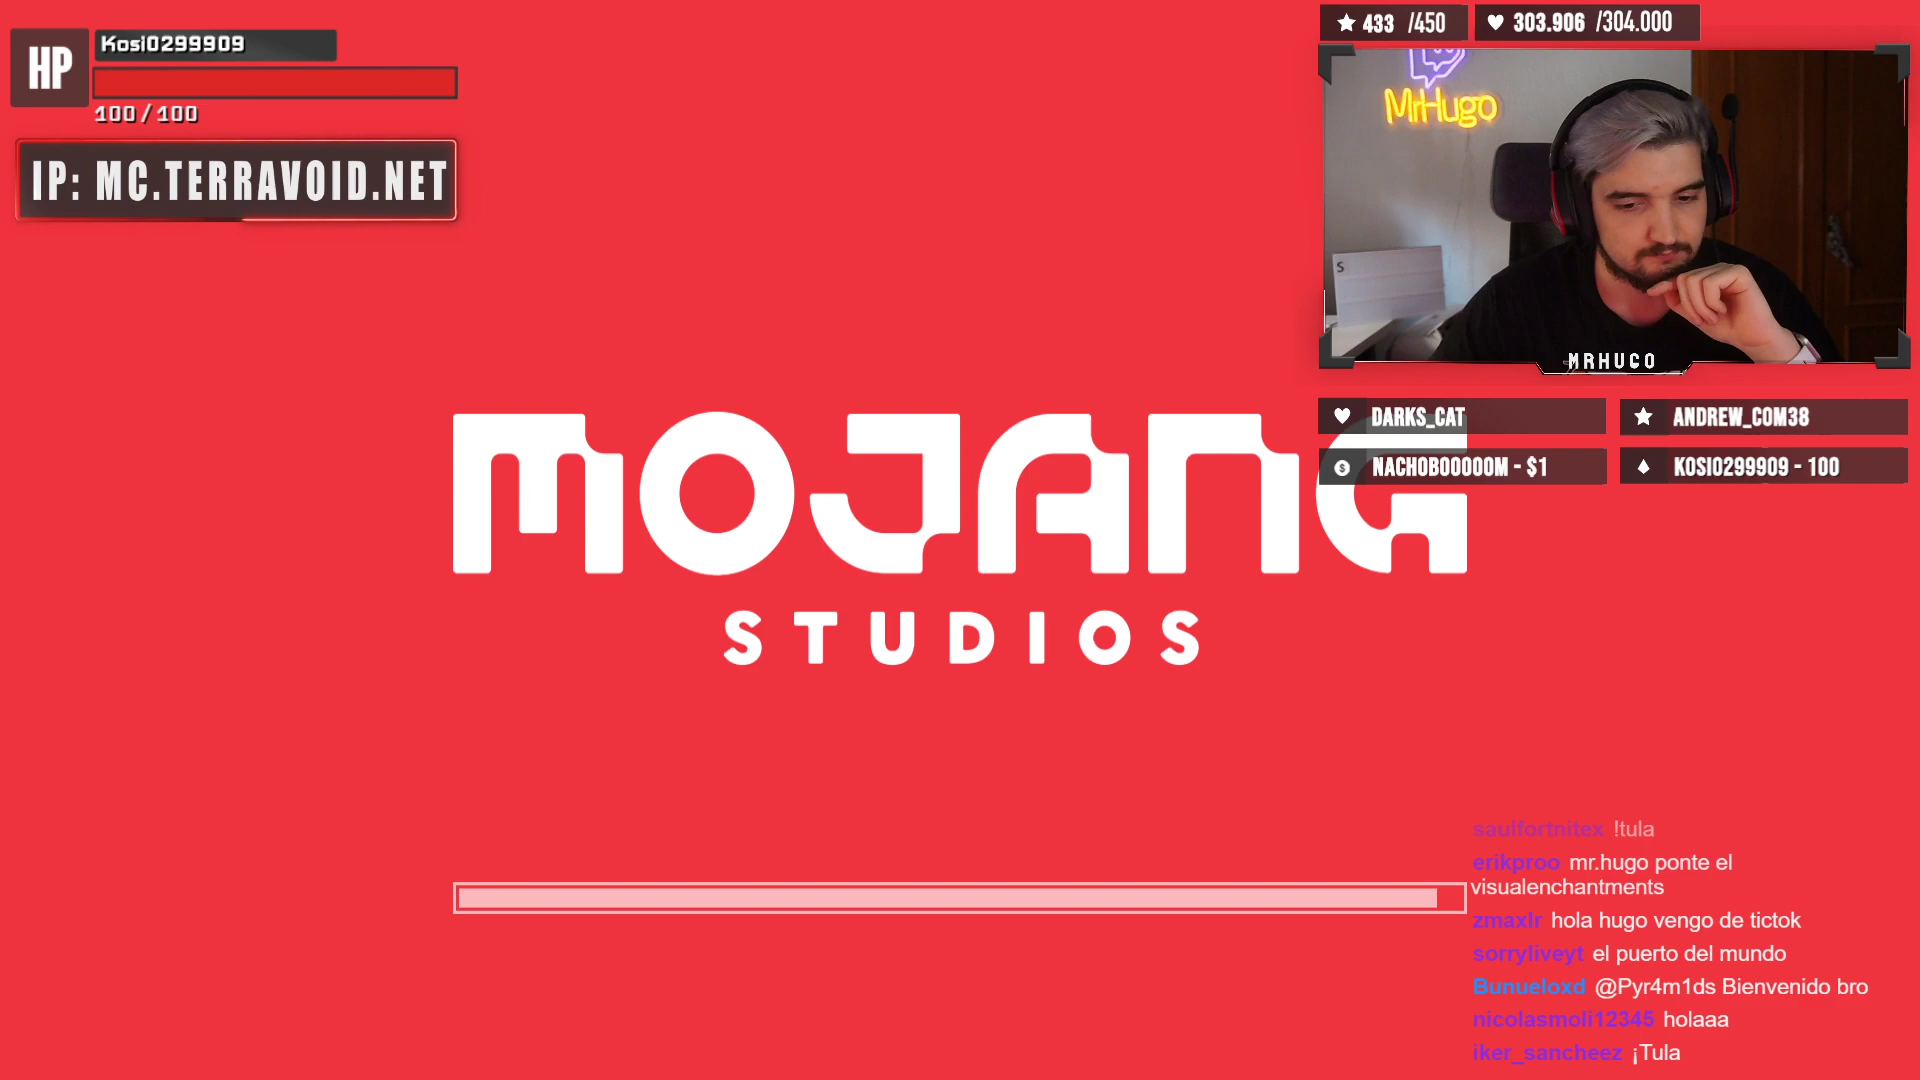 HP
Kosi0299909
100 / 100
IP: MC.TERRAVOID.NET
433 /450
303.906 /304.000
MrHugo
S
MRHUGO
DARKS_CAT
ANDREW_COM38
NACHOBOOOOOM - $1
KOSI0299909 - 100
MOJANG
STUDIOS
saulfortnitex !tula
erikproo mr.hugo ponte el
visualenchantments
zmaxlr hola hugo vengo de tictok
sorryliveyt el puerto del mundo
Bunueloxd @Pyr4m1ds Bienvenido bro
nicolasmoli12345 holaaa
iker_sancheez ¡Tula